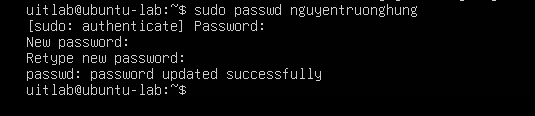 uitlab@ubuntu-lab:~$ sudo passwd nguyentruonghung
[sudo: authenticate] Password:
New password:
Retype new password:
passwd: password updated successfully
uitlab@ubuntu-lab:~$